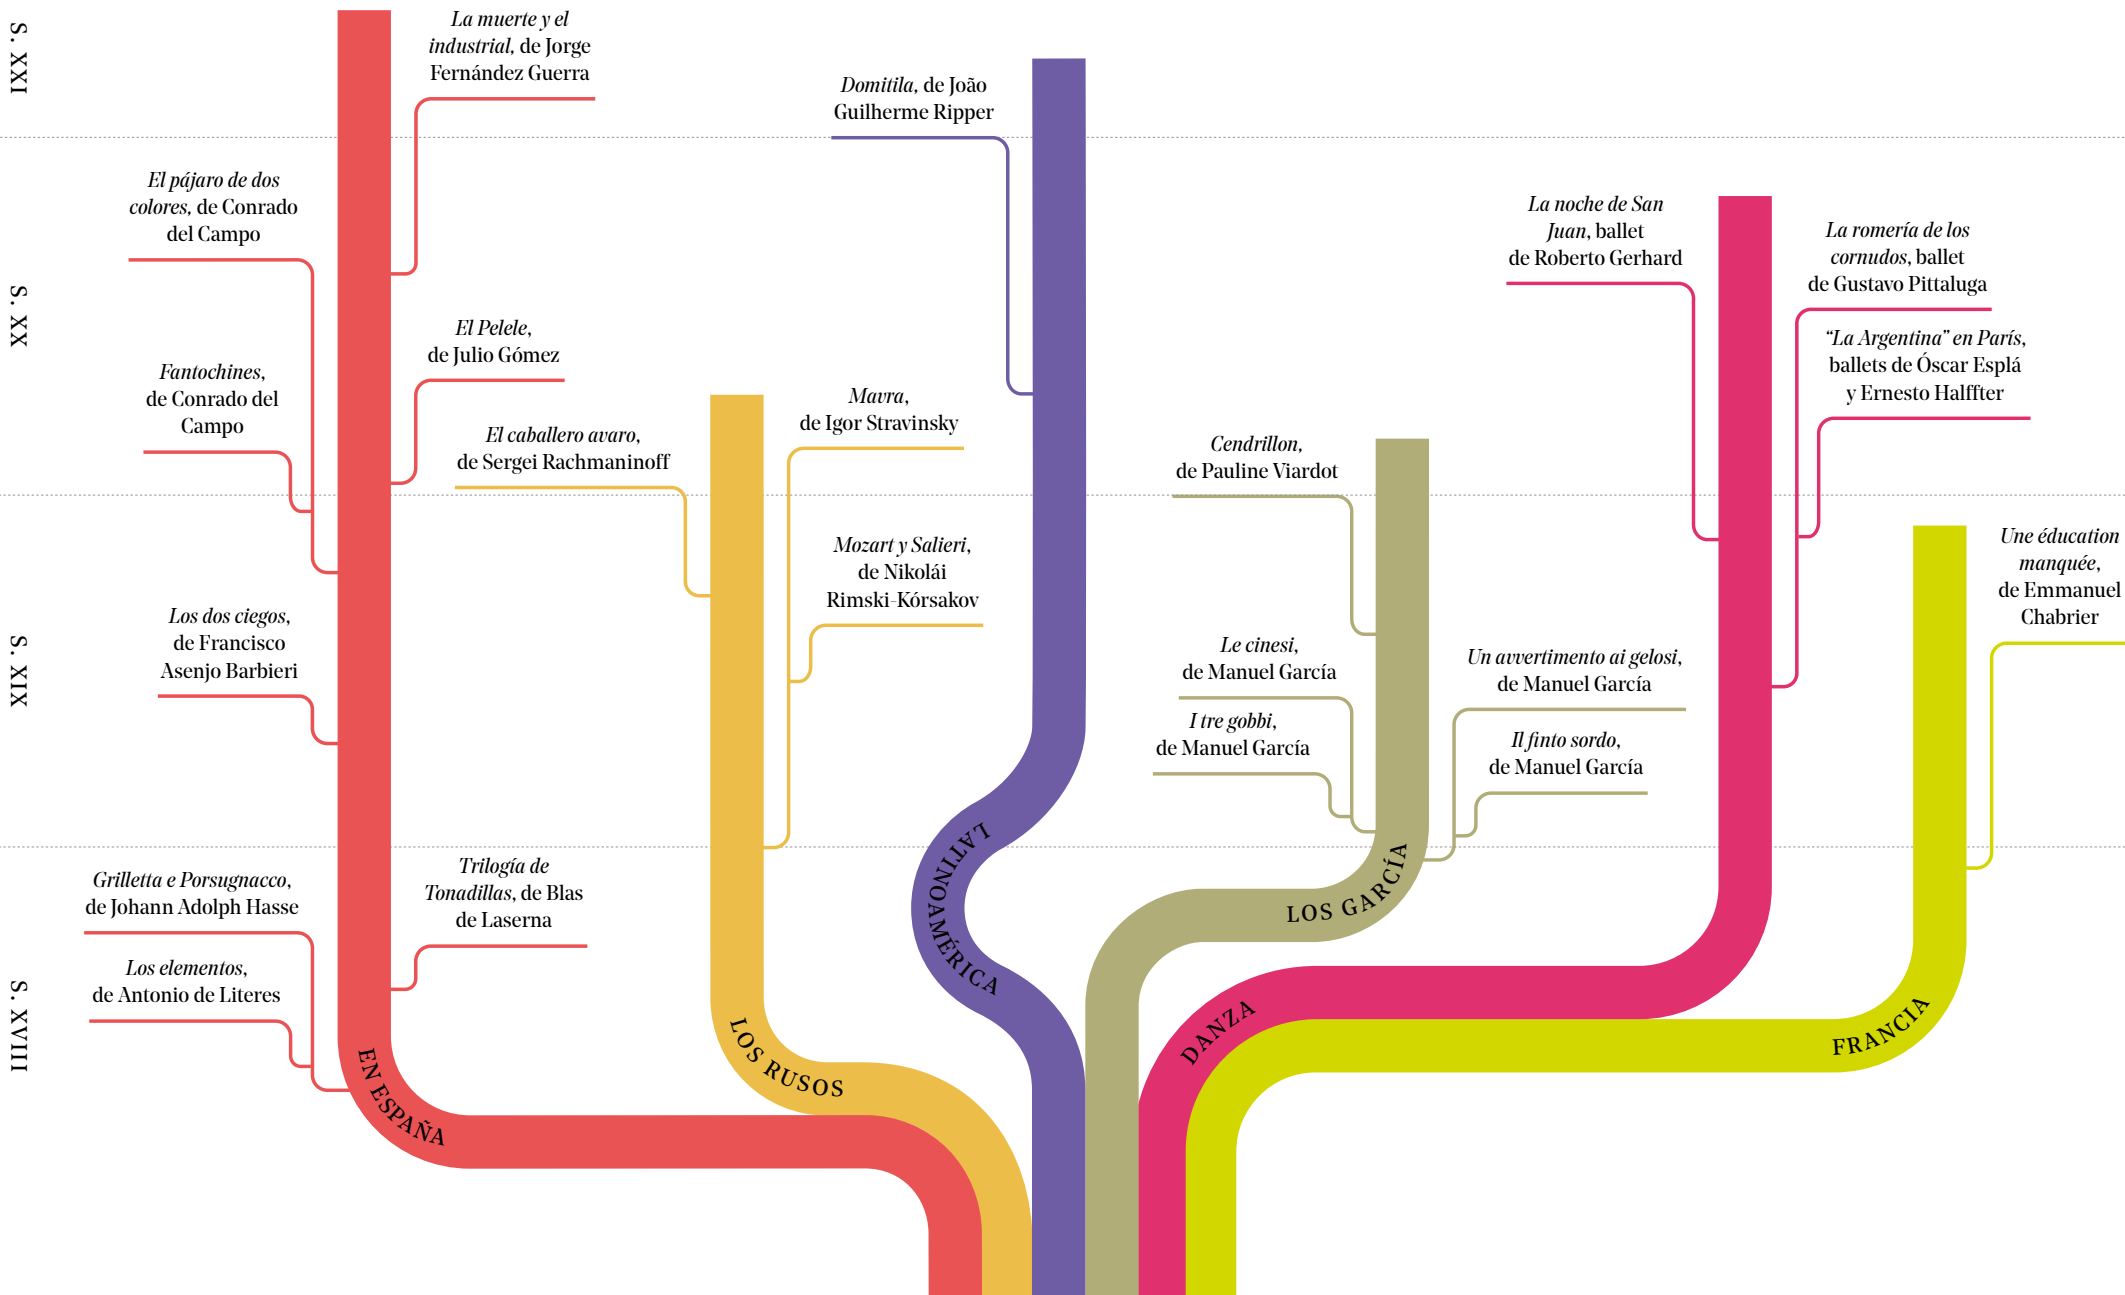 S. XXI
La muerte y el
industrial, de Jorge
Fernández Guerra
Domitila, de João
Guilherme Ripper
S. XX
El pájaro de dos
colores, de Conrado
del Campo
La noche de San
Juan, ballet
de Roberto Gerhard
La romería de los
cornudos, ballet
de Gustavo Pittaluga
El Pelele,
de Julio Gómez
“La Argentina” en París,
ballets de Óscar Esplá
y Ernesto Halffter
Fantochines,
de Conrado del
Campo
Mavra,
de Igor Stravinsky
El caballero avaro,
de Sergei Rachmaninoff
Cendrillon,
de Pauline Viardot
S. XIX
Mozart y Salieri,
de Nikolái
Rimski-Kórsakov
Une éducation
manquée,
de Emmanuel
Chabrier
Los dos ciegos,
de Francisco
Asenjo Barbieri
Le cinesi,
de Manuel García
Un avvertimento ai gelosi,
de Manuel García
I tre gobbi,
de Manuel García
Il finto sordo,
de Manuel García
S. XVIII
Grilletta e Porsugnacco,
de Johann Adolph Hasse
Trilogía de
Tonadillas, de Blas
de Laserna
Los elementos,
de Antonio de Literes
EN ESPAÑA
LOS RUSOS
LATINOAMÉRICA
LOS GARCÍA
DANZA
FRANCIA